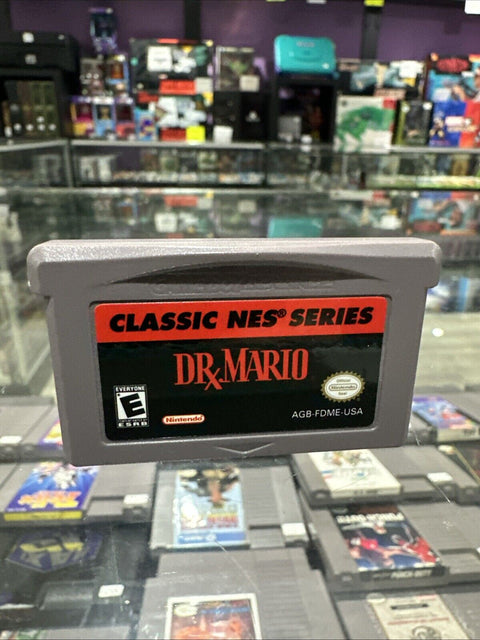 CLASSIC NES® SERIES
DR. MARIO
EVERYONE
E
ESRB
Nintendo
Official
Nintendo
Seal
AGB-FDME-USA